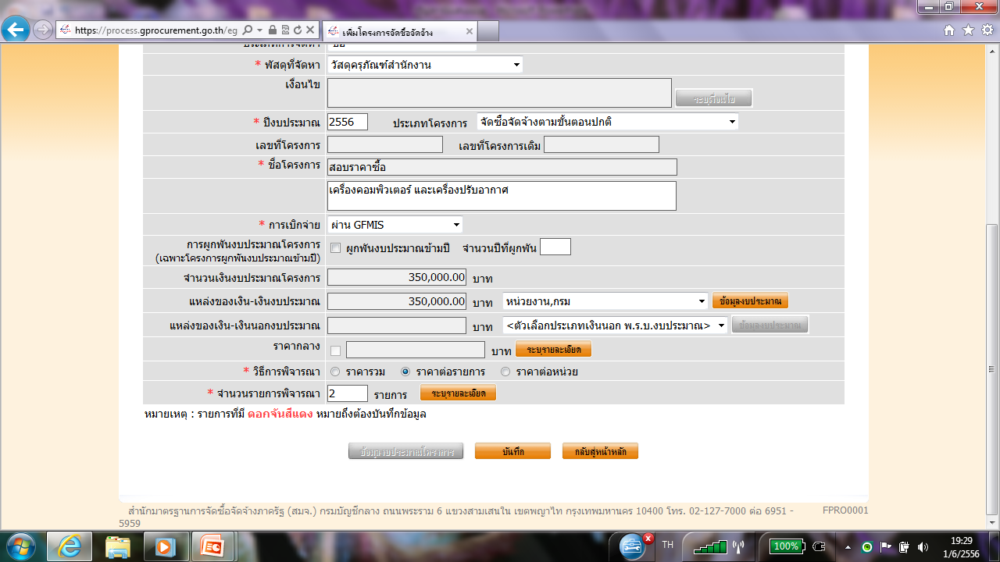 https://process.gprocurement.go.th/eg
เพิ่มโครงการจัดซื้อจัดจ้าง
ประเภทการจัดหา ซื้อ
* พัสดุที่จัดหา วัสดุครุภัณฑ์สำนักงาน
เงื่อนไข ระบุเงื่อนไข
* ปีงบประมาณ 2556 ประเภทโครงการ จัดซื้อจัดจ้างตามขั้นตอนปกติ
เลขที่โครงการ เลขที่โครงการเดิม
* ชื่อโครงการ สอบราคาซื้อ
เครื่องคอมพิวเตอร์ และเครื่องปรับอากาศ
* การเบิกจ่าย ผ่าน GFMIS
การผูกพันงบประมาณโครงการ
(เฉพาะโครงการผูกพันงบประมาณข้ามปี) ผูกพันงบประมาณข้ามปี จำนวนปีที่ผูกพัน
จำนวนเงินงบประมาณโครงการ 350,000.00 บาท
แหล่งของเงิน-เงินงบประมาณ 350,000.00 บาท หน่วยงาน,กรม ข้อมูลงบประมาณ
แหล่งของเงิน-เงินนอกงบประมาณ บาท <ตัวเลือกประเภทเงินนอก พ.ร.บ.งบประมาณ> ข้อมูลงบประมาณ
ราคากลาง บาท ระบุรายละเอียด
* วิธีการพิจารณา ราคารวม ราคาต่อรายการ ราคาต่อหน่วย
* จำนวนรายการพิจารณา 2 รายการ ระบุรายละเอียด
หมายเหตุ : รายการที่มี ดอกจันสีแดง หมายถึงต้องบันทึกข้อมูล
ข้อมูลงบประมาณโครงการ บันทึก กลับสู่หน้าหลัก
สำนักมาตรฐานการจัดซื้อจัดจ้างภาครัฐ (สมจ.) กรมบัญชีกลาง ถนนพระราม 6 แขวงสามเสนใน เขตพญาไท กรุงเทพมหานคร 10400 โทร. 02-127-7000 ต่อ 6951 - FPRO0001
5959
TH 100% 19:29
1/6/2556